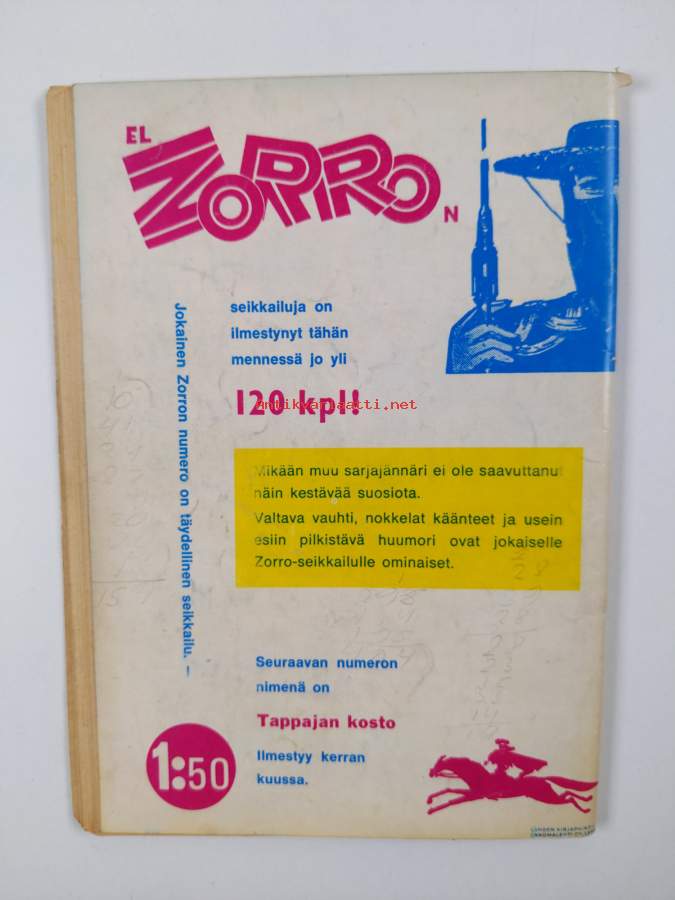 EL
ZORRO
N
seikkailuja on
ilmestynyt tähän
mennessä jo yli
120 kpl!
antikvariaatti.net
Jokainen Zorron numero on täydellinen seikkailu. —
Mikään muu sarjajännäri ei ole saavuttanut
näin kestävää suosiota.
Valtava vauhti, nokkelat käänteet ja usein
esiin pilkistävä huumori ovat jokaiselle
Zorro-seikkailulle ominaiset.
Seuraavan numeron
nimenä on
Tappajan kosto
Ilmestyy kerran
kuussa.
1:50